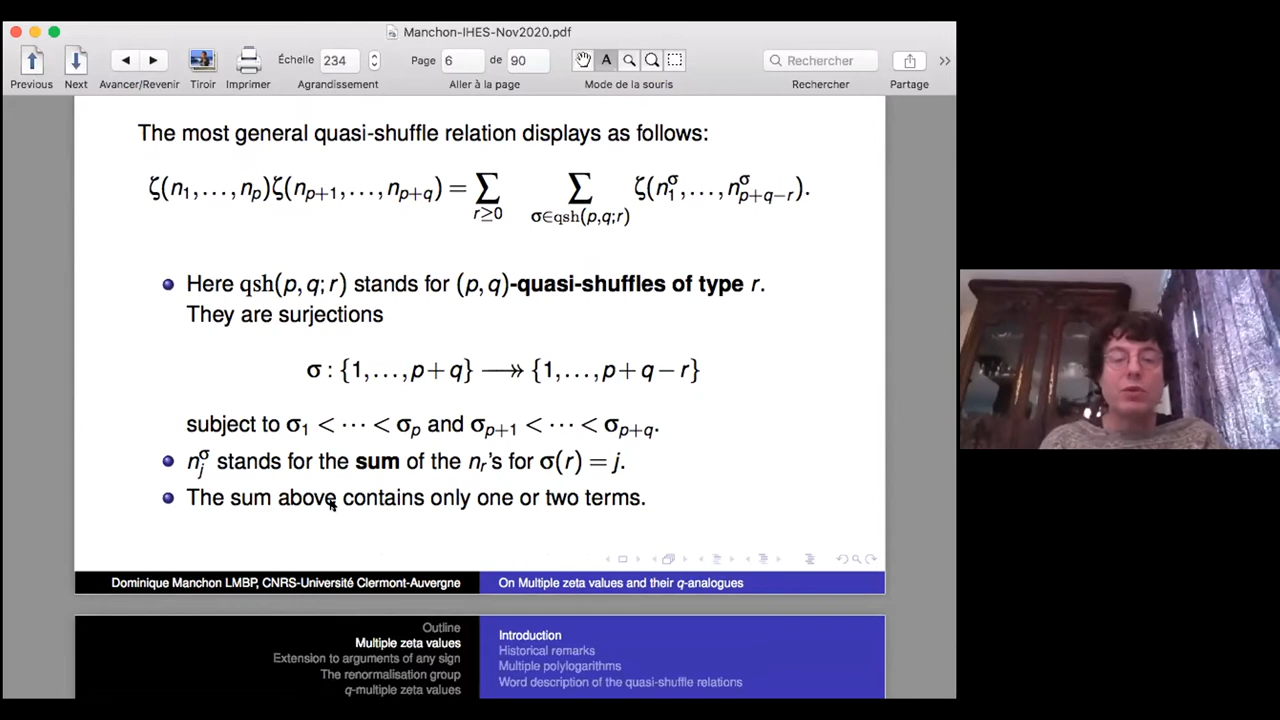 Manchon-IHES-Nov2020.pdf
Previous Next Avancer/Revenir Tiroir Imprimer Échelle 234 Agrandissement Page 6 de 90 Aller à la page Mode de la souris Rechercher Rechercher Partage
The most general quasi-shuffle relation displays as follows:
ζ(n₁,…,nₚ)ζ(nₚ₊₁,…,nₚ₊q) = ∑_{r≥0} ∑_{σ∈qsh(p,q;r)} ζ(n₁^σ,…,n^σ_{p+q−r}).
Here qsh(p,q;r) stands for (p,q)-quasi-shuffles of type r.
They are surjections
σ : {1,…,p+q} ↠ {1,…,p+q−r}
subject to σ₁ < ⋯ < σₚ and σₚ₊₁ < ⋯ < σₚ₊q.
n_j^σ stands for the sum of the n_r's for σ(r) = j.
The sum above contains only one or two terms.
Dominique Manchon LMBP, CNRS-Université Clermont-Auvergne On Multiple zeta values and their q-analogues
Outline
Multiple zeta values
Extension to arguments of any sign
The renormalisation group
q-multiple zeta values
Introduction
Historical remarks
Multiple polylogarithms
Word description of the quasi-shuffle relations